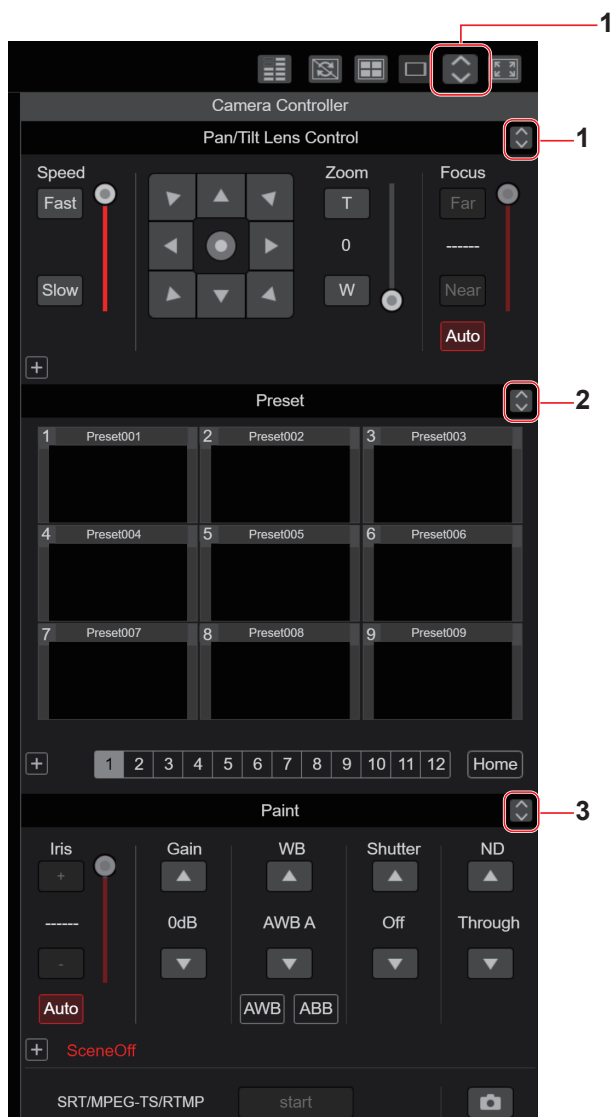 1
Camera Controller
Pan/Tilt Lens Control 1
Speed Zoom Focus
Fast T Far
0 ------
Slow W Near
Auto
+
Preset 2
1 Preset001 2 Preset002 3 Preset003
4 Preset004 5 Preset005 6 Preset006
7 Preset007 8 Preset008 9 Preset009
+ 1 2 3 4 5 6 7 8 9 10 11 12 Home
Paint 3
Iris Gain WB Shutter ND
+
------ 0dB AWB A Off Through
-
Auto AWB ABB
+ SceneOff
SRT/MPEG-TS/RTMP start